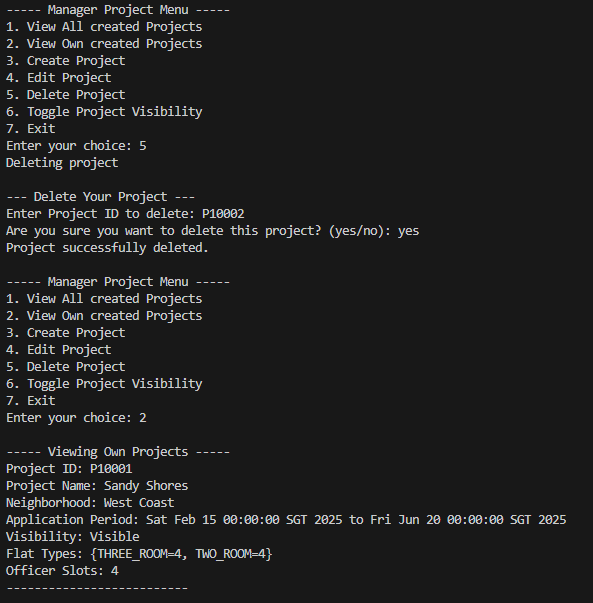 ----- Manager Project Menu -----
1. View All created Projects
2. View Own created Projects
3. Create Project
4. Edit Project
5. Delete Project
6. Toggle Project Visibility
7. Exit
Enter your choice: 5
Deleting project
--- Delete Your Project ---
Enter Project ID to delete: P10002
Are you sure you want to delete this project? (yes/no): yes
Project successfully deleted.
----- Manager Project Menu -----
1. View All created Projects
2. View Own created Projects
3. Create Project
4. Edit Project
5. Delete Project
6. Toggle Project Visibility
7. Exit
Enter your choice: 2
----- Viewing Own Projects -----
Project ID: P10001
Project Name: Sandy Shores
Neighborhood: West Coast
Application Period: Sat Feb 15 00:00:00 SGT 2025 to Fri Jun 20 00:00:00 SGT 2025
Visibility: Visible
Flat Types: {THREE_ROOM=4, TWO_ROOM=4}
Officer Slots: 4
--------------------------